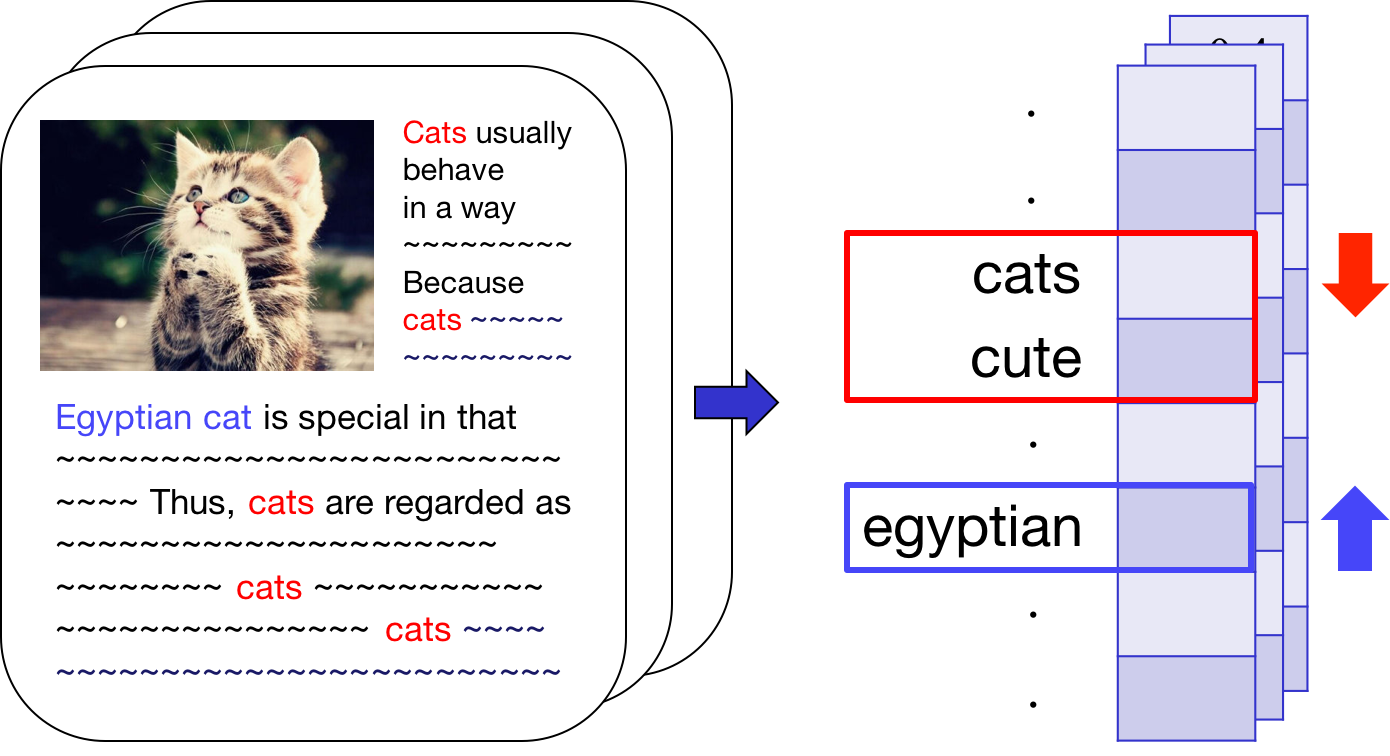 Cats usually
behave
in a way
~~~~~~~~~
Because
cats ~~~~~
~~~~~~~~~
Egyptian cat is special in that
~~~~~~~~~~~~~~~~~~~~~~~~
~~~~ Thus, cats are regarded as
~~~~~~~~~~~~~~~~~~~~~
~~~~~~~~ cats ~~~~~~~~~~~
~~~~~~~~~~~~~~~ cats ~~~~
~~~~~~~~~~~~~~~~~~~~~~~~
.
.
cats
cute
.
egyptian
.
.